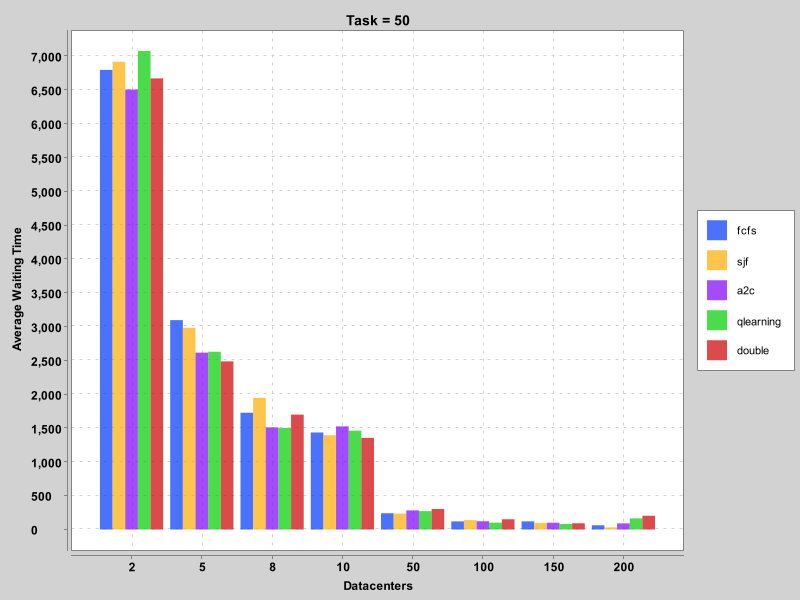 Task = 50
7,000
6,500
6,000
5,500
5,000
4,500
4,000
3,500
3,000
2,500
2,000
1,500
1,000
500
0
Average Waiting Time
2 5 8 10 50 100 150 200
Datacenters
fcfs
sjf
a2c
qlearning
double